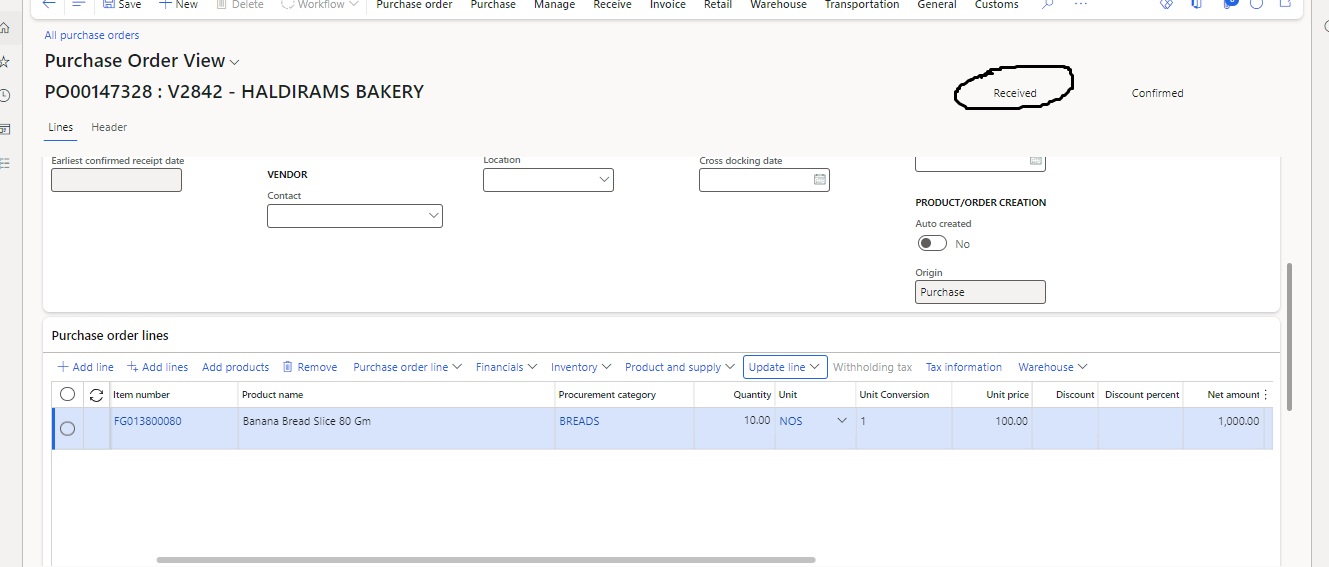 Save New Delete Workflow Purchase order Purchase Manage Receive Invoice Retail Warehouse Transportation General Customs ...
All purchase orders
Purchase Order View
PO00147328 : V2842 - HALDIRAMS BAKERY
Received Confirmed
Lines Header
Earliest confirmed receipt date
VENDOR
Contact
Location
Cross docking date
PRODUCT/ORDER CREATION
Auto created
No
Origin
Purchase
Purchase order lines
Add line Add lines Add products Remove Purchase order line Financials Inventory Product and supply Update line Withholding tax Tax information Warehouse
Item number Product name Procurement category Quantity Unit Unit Conversion Unit price Discount Discount percent Net amount
FG013800080 Banana Bread Slice 80 Gm BREADS 10.00 NOS 1 100.00 1,000.00